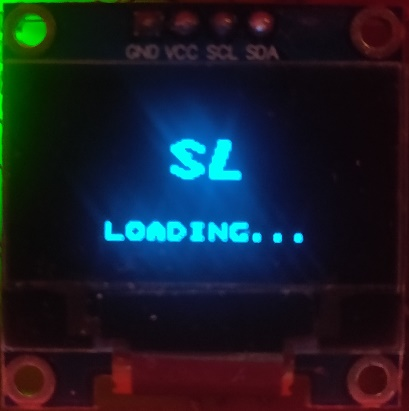 GND VCC SCL SDA
SL
LOADING...